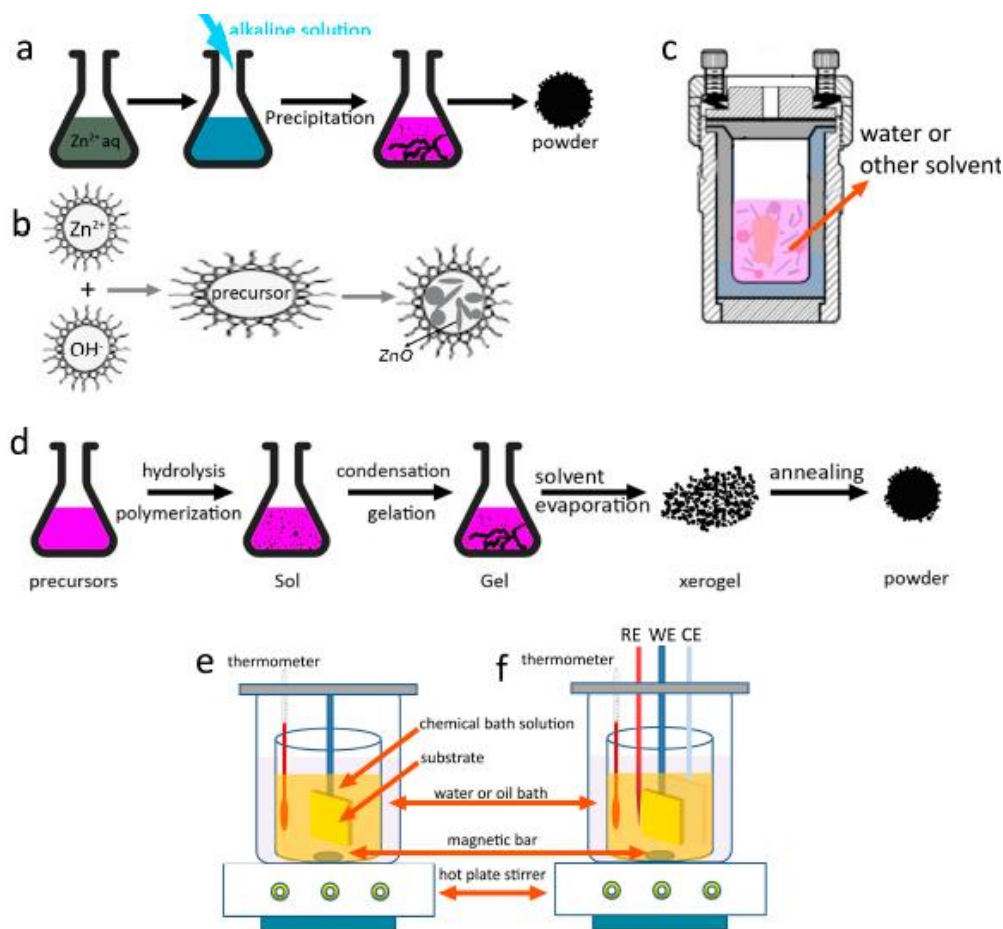 a
alkaline solution
Zn²⁺aq
Precipitation
powder
b
Zn²⁺
+
OH⁻
precursor
ZnO
c
water or
other solvent
d
hydrolysis
polymerization
condensation
gelation
solvent
evaporation
annealing
precursors
Sol
Gel
xerogel
powder
e
thermometer
chemical bath solution
substrate
water or oil bath
magnetic bar
hot plate stirrer
f
RE WE CE
thermometer